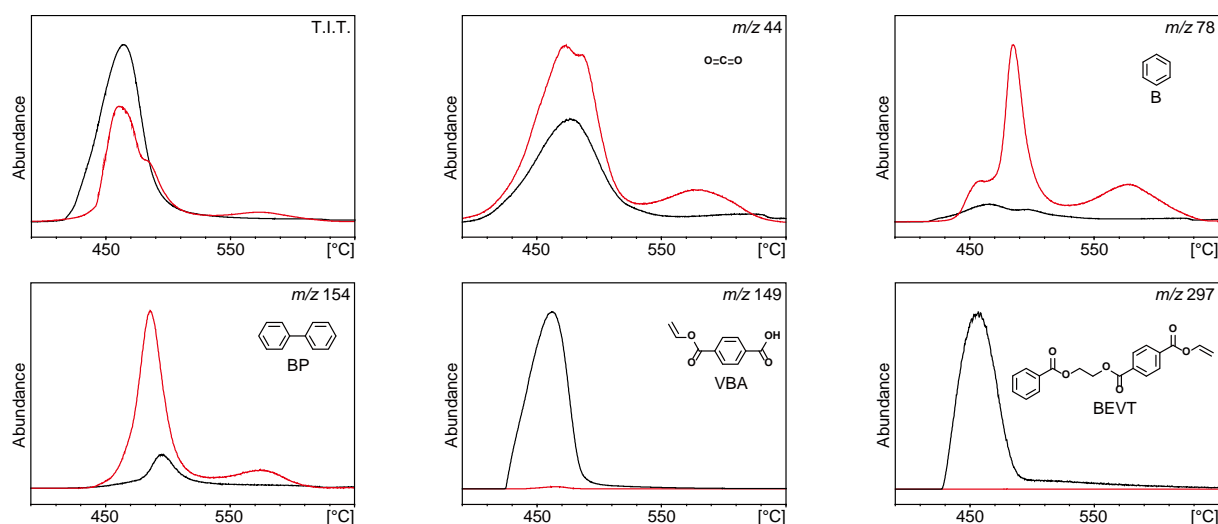 T.I.T.
Abundance
450 550 [°C]
m/z 44
O=C=O
Abundance
450 550 [°C]
m/z 78
B
Abundance
450 550 [°C]
m/z 154
BP
Abundance
450 550 [°C]
m/z 149
O
OH
O
O
VBA
Abundance
450 550 [°C]
m/z 297
O
O
O
O
O
O
BEVT
Abundance
450 550 [°C]